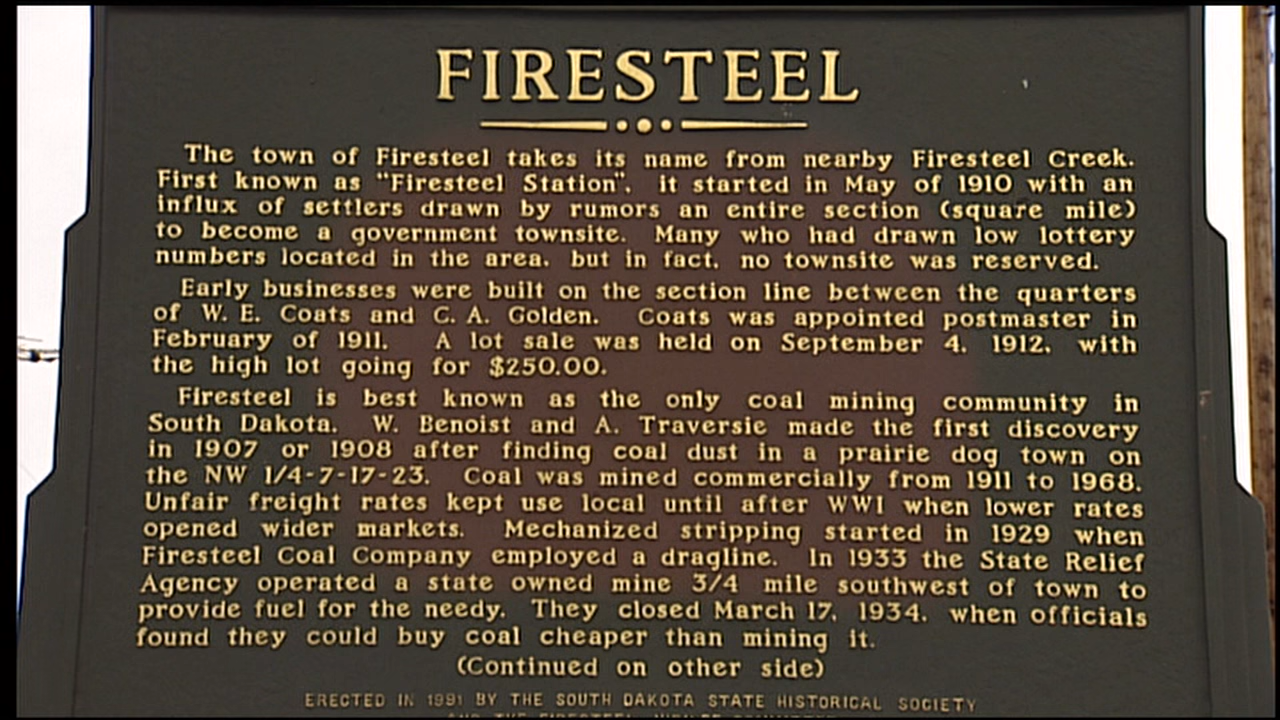 FIRESTEEL
The town of Firesteel takes its name from nearby Firesteel Creek.
First known as "Firesteel Station", it started in May of 1910 with an
influx of settlers drawn by rumors an entire section (square mile)
to become a government townsite. Many who had drawn low lottery
numbers located in the area, but in fact, no townsite was reserved.
Early businesses were built on the section line between the quarters
of W. E. Coats and C. A. Golden. Coats was appointed postmaster in
February of 1911. A lot sale was held on September 4, 1912, with
the high lot going for $250.00.
Firesteel is best known as the only coal mining community in
South Dakota. W. Benoist and A. Traversie made the first discovery
in 1907 or 1908 after finding coal dust in a prairie dog town on
the NW 1/4-7-17-23. Coal was mined commercially from 1911 to 1968.
Unfair freight rates kept use local until after WWI when lower rates
opened wider markets. Mechanized stripping started in 1929 when
Firesteel Coal Company employed a dragline. In 1933 the State Relief
Agency operated a state owned mine 3/4 mile southwest of town to
provide fuel for the needy. They closed March 17, 1934, when officials
found they could buy coal cheaper than mining it.
(Continued on other side)
ERECTED IN 1991 BY THE SOUTH DAKOTA STATE HISTORICAL SOCIETY
AND THE FIRESTEEL